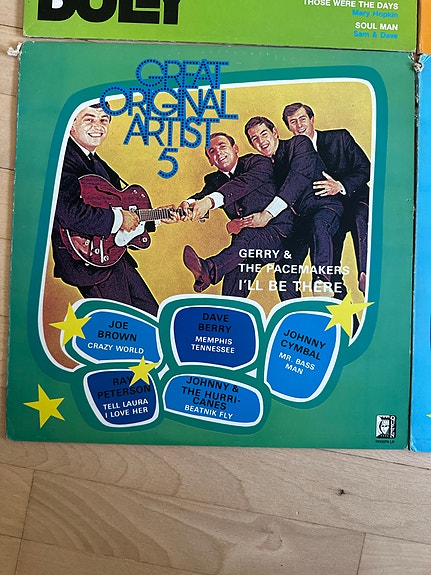 DOLLY
THOSE WERE THE DAYS
Mary Hopkin
SOUL MAN
Sam & Dave
GREAT
ORIGINAL
ARTIST
5
GERRY &
THE PACEMAKERS
I'LL BE THERE
JOE
BROWN
CRAZY WORLD
DAVE
BERRY
MEMPHIS
TENNESSEE
JOHNNY
CYMBAL
MR. BASS
MAN
RAY
PETERSON
TELL LAURA
I LOVE HER
JOHNNY &
THE HURRI-
CANES
BEATNIK FLY